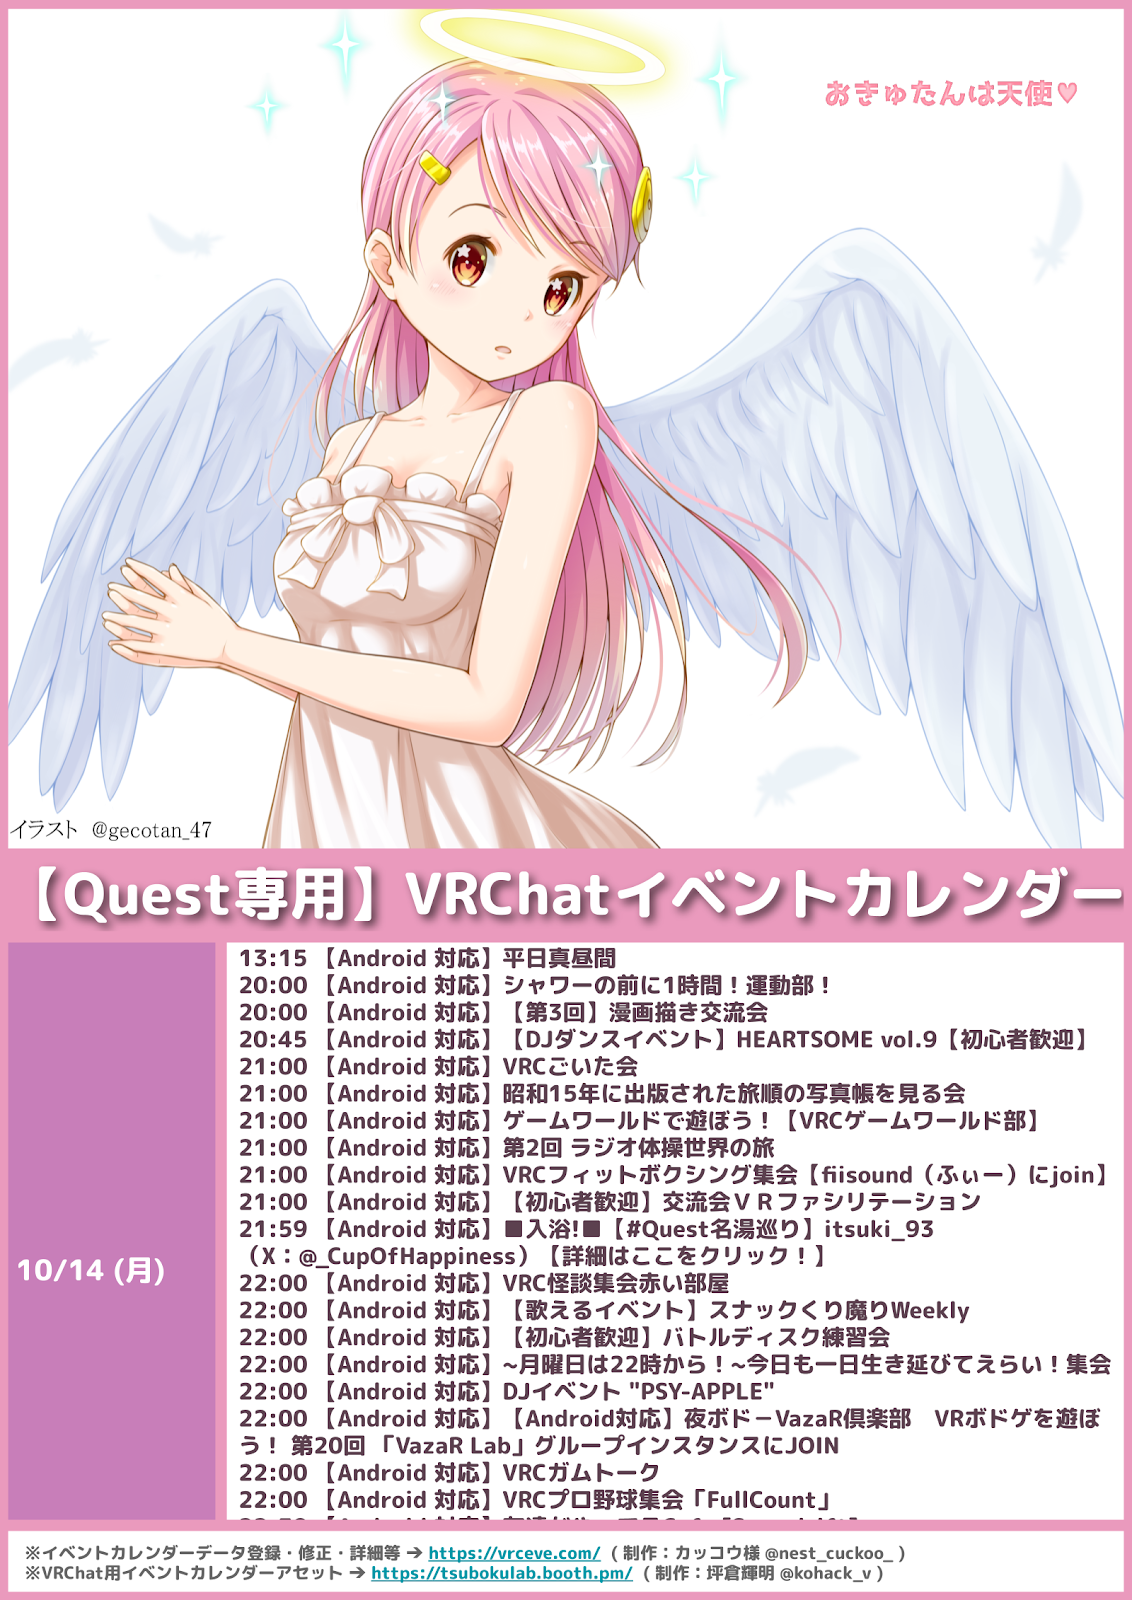 おきゅたんは天使♥
イラスト @gecotan_47
【Quest専用】VRChatイベントカレンダー
10/14 (月)
13:15 【Android 対応】平日真昼間
20:00 【Android 対応】シャワーの前に1時間！運動部！
20:00 【Android 対応】【第3回】漫画描き交流会
20:45 【Android 対応】【DJダンスイベント】HEARTSOME vol.9【初心者歓迎】
21:00 【Android 対応】VRCごいた会
21:00 【Android 対応】昭和15年に出版された旅順の写真帳を見る会
21:00 【Android 対応】ゲームワールドで遊ぼう！【VRCゲームワールド部】
21:00 【Android 対応】第2回 ラジオ体操世界の旅
21:00 【Android 対応】VRCフィットボクシング集会【fiisound（ふぃー）にjoin】
21:00 【Android 対応】【初心者歓迎】交流会ＶＲファシリテーション
21:59 【Android 対応】■入浴!■【#Quest名湯巡り】itsuki_93
（X：@_CupOfHappiness）【詳細はここをクリック！】
22:00 【Android 対応】VRC怪談集会赤い部屋
22:00 【Android 対応】【歌えるイベント】スナックくり魔りWeekly
22:00 【Android 対応】【初心者歓迎】バトルディスク練習会
22:00 【Android 対応】~月曜日は22時から！~今日も一日生き延びてえらい！集会
22:00 【Android 対応】DJイベント "PSY-APPLE"
22:00 【Android 対応】【Android対応】夜ボド－VazaR倶楽部　VRボドゲを遊ぼ
う！ 第20回 「VazaR Lab」グループインスタンスにJOIN
22:00 【Android 対応】VRCガムトーク
22:00 【Android 対応】VRCプロ野球集会「FullCount」
※イベントカレンダーデータ登録・修正・詳細等 ➔ https://vrceve.com/ （制作：カッコウ様 @nest_cuckoo_ ）
※VRChat用イベントカレンダーアセット ➔ https://tsubokulab.booth.pm/ （制作：坪倉輝明 @kohack_v ）